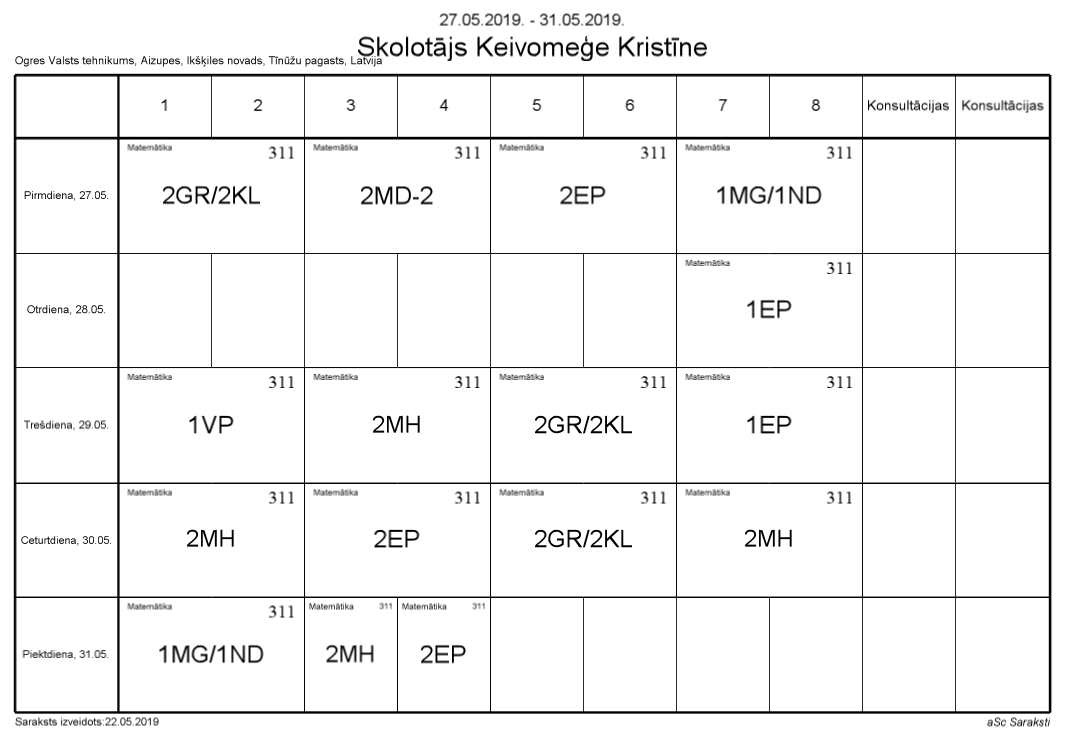 27.05.2019. - 31.05.2019.
Skolotājs Keivomeģe Kristīne
Ogres Valsts tehnikums, Aizupes, Ikšķiles novads, Tīnūžu pagasts, Latvija
1 2 3 4 5 6 7 8 Konsultācijas Konsultācijas
Matemātika 311 Matemātika 311 Matemātika 311 Matemātika 311
Pirmdiena, 27.05. 2GR/2KL 2MD-2 2EP 1MG/1ND
Matemātika 311
Otrdiena, 28.05. 1EP
Matemātika 311 Matemātika 311 Matemātika 311 Matemātika 311
Trešdiena, 29.05. 1VP 2MH 2GR/2KL 1EP
Matemātika 311 Matemātika 311 Matemātika 311 Matemātika 311
Ceturtdiena, 30.05. 2MH 2EP 2GR/2KL 2MH
Matemātika 311 Matemātika 311 Matemātika 311
Piektdiena, 31.05. 1MG/1ND 2MH 2EP
Saraksts izveidots:22.05.2019 aSc Saraksti